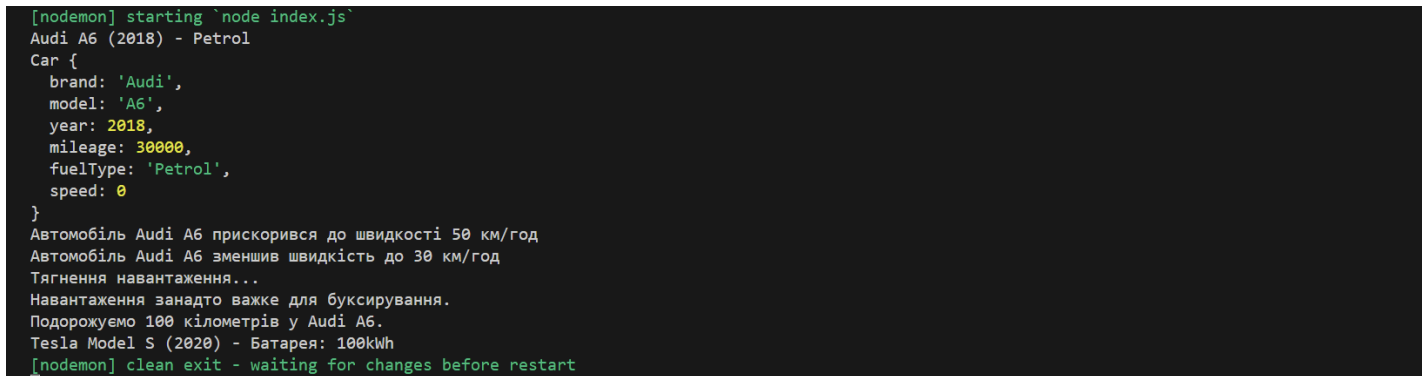 [nodemon] starting `node index.js`
Audi A6 (2018) - Petrol
Car {
  brand: 'Audi',
  model: 'A6',
  year: 2018,
  mileage: 30000,
  fuelType: 'Petrol',
  speed: 0
}
Автомобіль Audi A6 прискорився до швидкості 50 км/год
Автомобіль Audi A6 зменшив швидкість до 30 км/год
Тягнення навантаження...
Навантаження занадто важке для буксирування.
Подорожуємо 100 кілометрів у Audi A6.
Tesla Model S (2020) - Батарея: 100kWh
[nodemon] clean exit - waiting for changes before restart